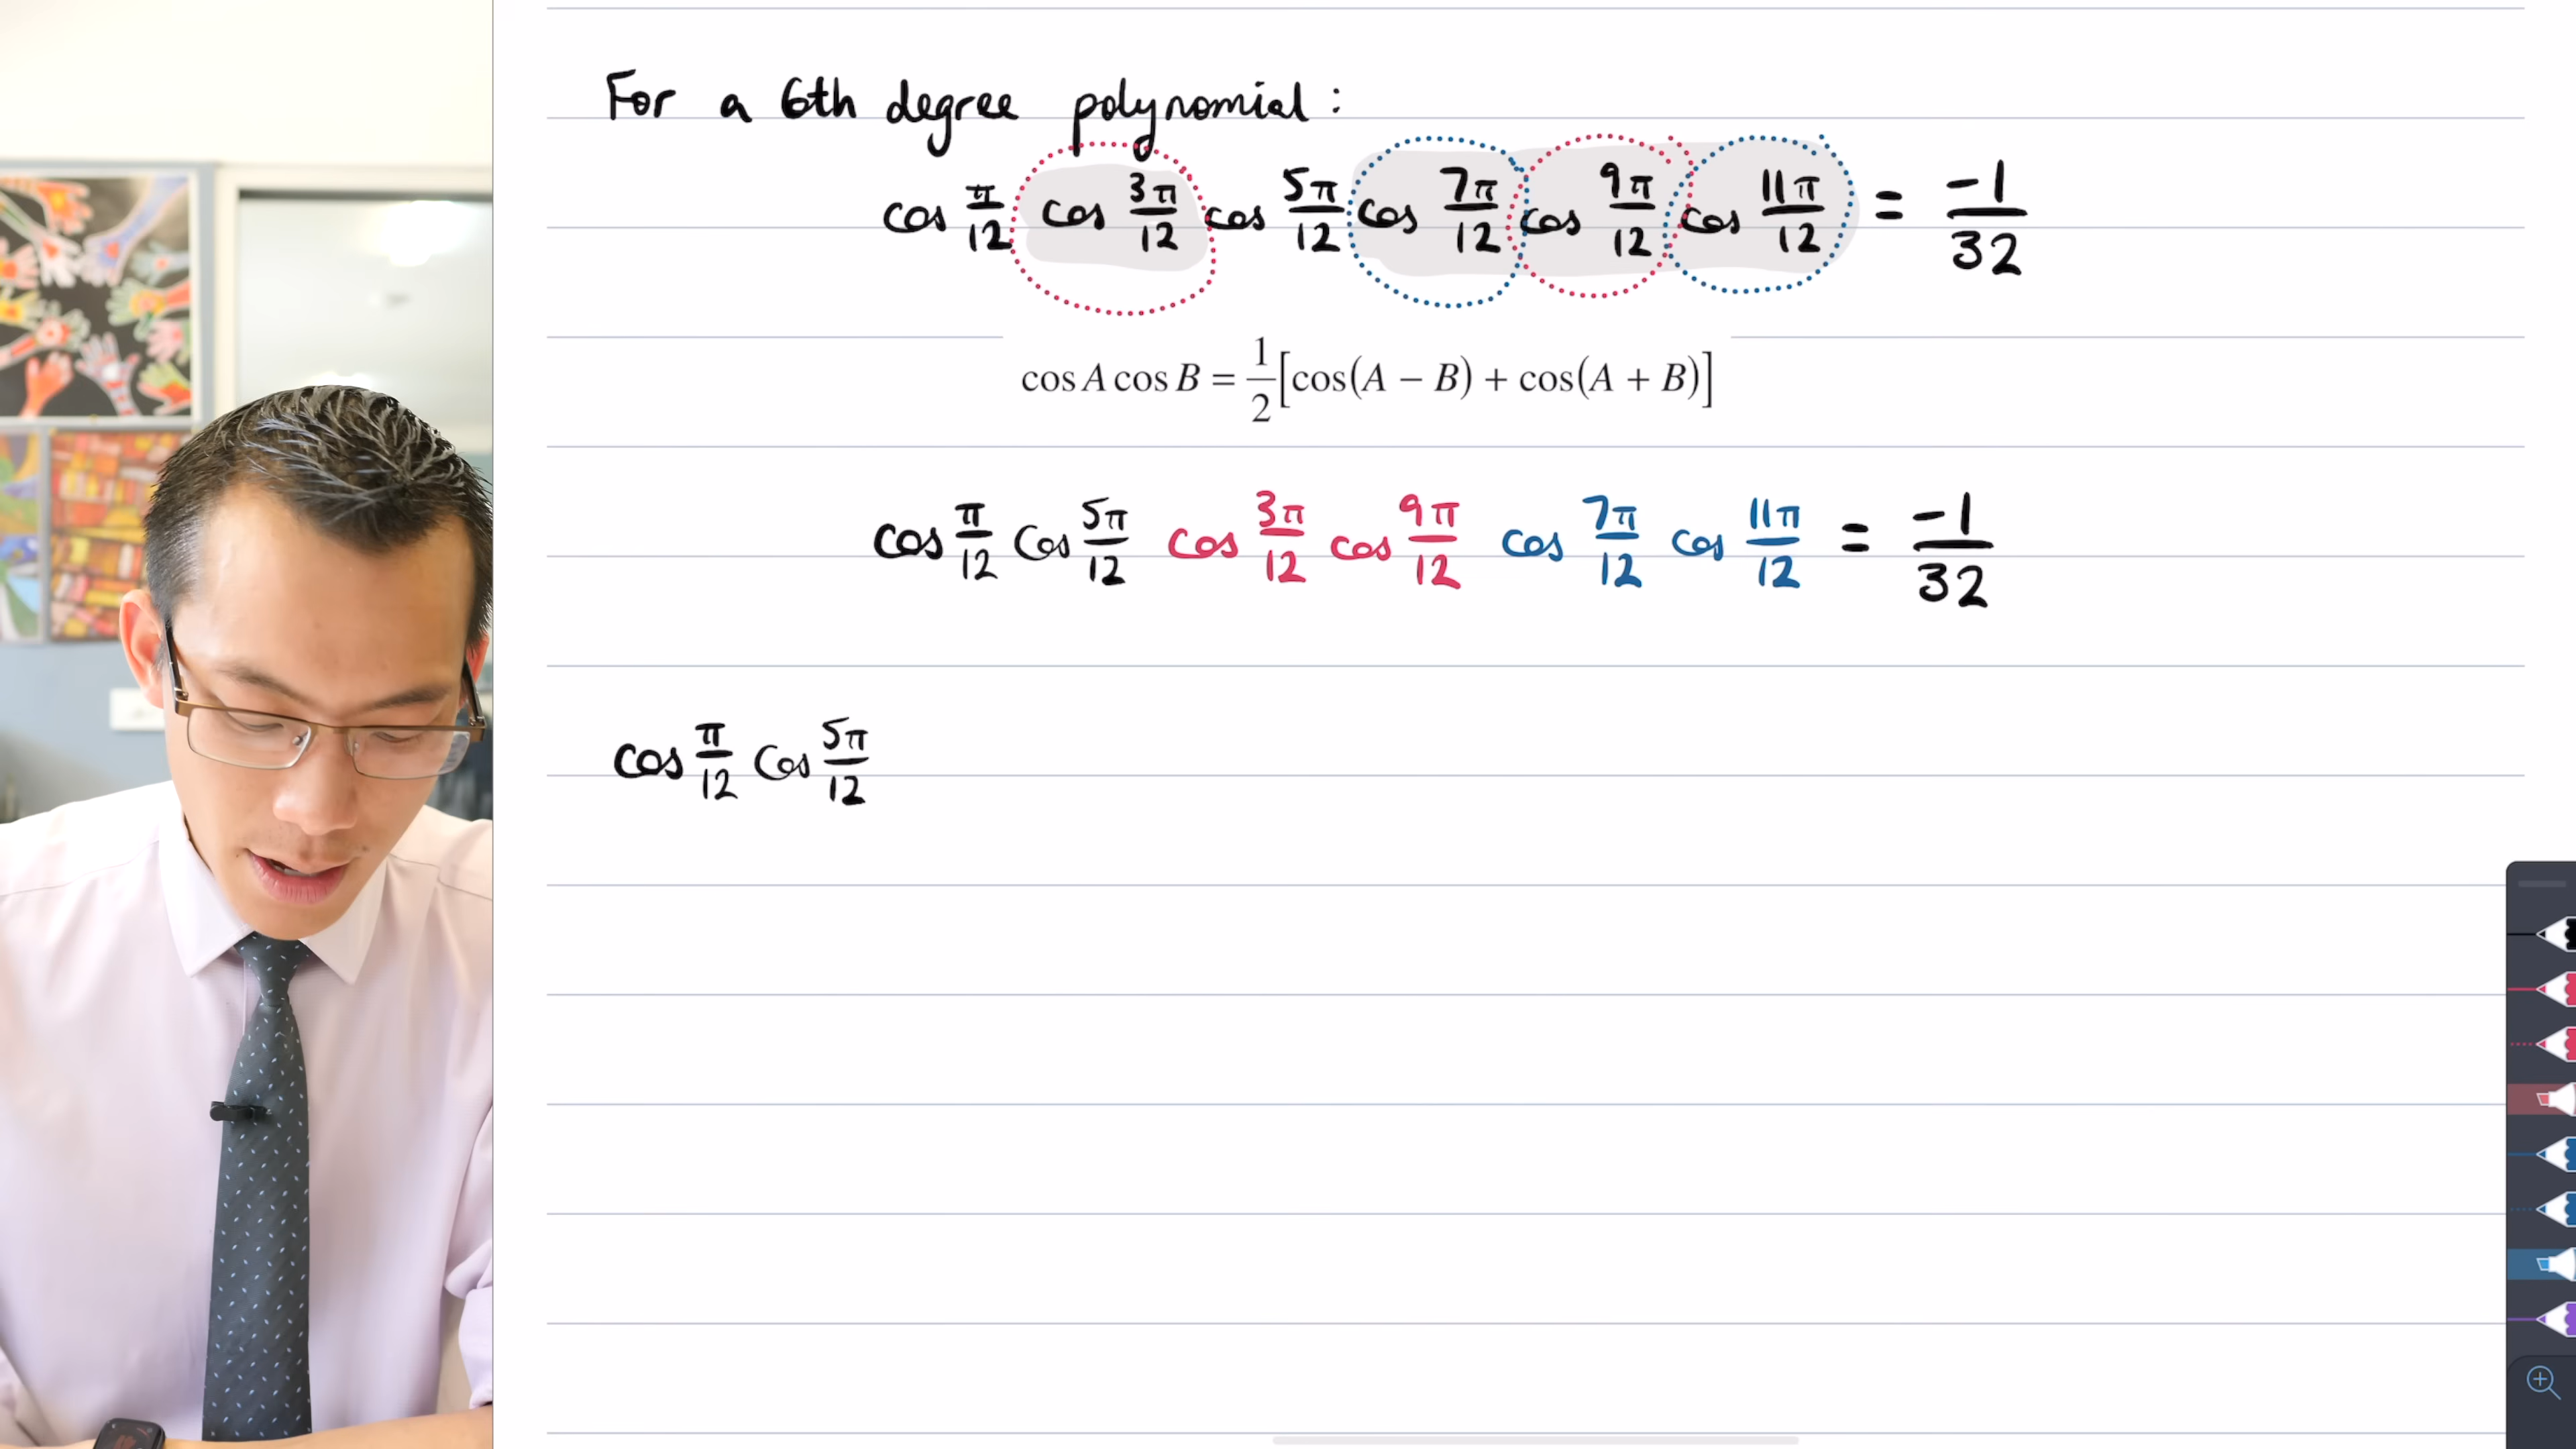 For a 6th degree polynomial :
cos π/12 cos 3π/12 cos 5π/12 cos 7π/12 cos 9π/12 cos 11π/12 = -1/32
cos A cos B = 1/2 [cos(A − B) + cos(A + B)]
cos π/12 cos 5π/12 cos 3π/12 cos 9π/12 cos 7π/12 cos 11π/12 = -1/32
cos π/12 cos 5π/12